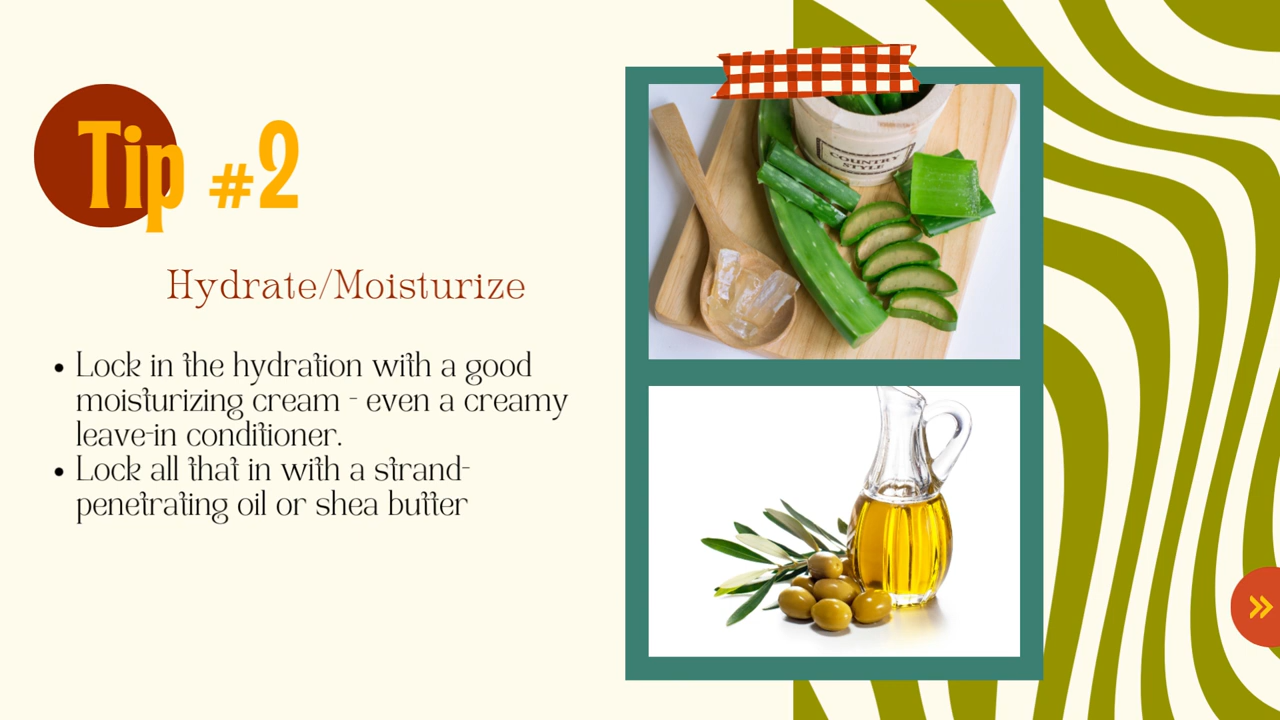 Tip #2
Hydrate/Moisturize
• Lock in the hydration with a good
moisturizing cream - even a creamy
leave-in conditioner.
• Lock all that in with a strand-
penetrating oil or shea butter
COUNTRY
STYLE
»